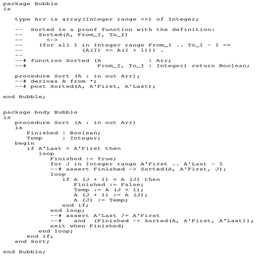 package Bubble
is
type Arr is array(Integer range <>) of Integer;
-- Sorted is a proof function with the definition:
-- Sorted(A, From_I, To_I)
-- <->
-- (for all I in Integer range From_I .. To_I - 1 =>
-- (A(I) <= A(I + 1))) .
--
--# function Sorted (A : Arr;
--# From_I, To_I : Integer) return Boolean;
procedure Sort (A : in out Arr);
--# derives A from *;
--# post Sorted(A, A'First, A'Last);
end Bubble;
package body Bubble
is
procedure Sort (A : in out Arr)
is
Finished : Boolean;
Temp : Integer;
begin
if A'Last > A'First then
loop
Finished := True;
for J in Integer range A'First .. A'Last - 1
--# assert Finished -> Sorted(A, A'First, J);
loop
if A (J + 1) < A (J) then
Finished := False;
Temp := A (J + 1);
A (J + 1) := A (J);
A (J) := Temp;
end if;
end loop;
--# assert A'Last /= A'First
--# and (Finished -> Sorted(A, A'First, A'Last));
exit when Finished;
end loop;
end if;
end Sort;
end Bubble;